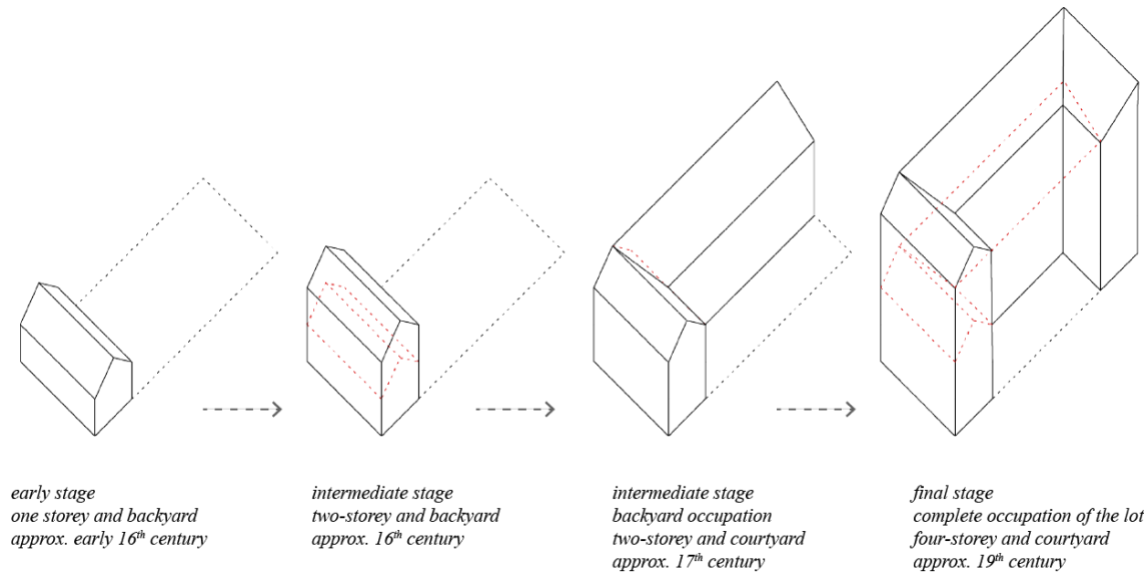 early stage
one storey and backyard
approx. early 16th century
intermediate stage
two-storey and backyard
approx. 16th century
intermediate stage
backyard occupation
two-storey and courtyard
approx. 17th century
final stage
complete occupation of the lot
four-storey and courtyard
approx. 19th century